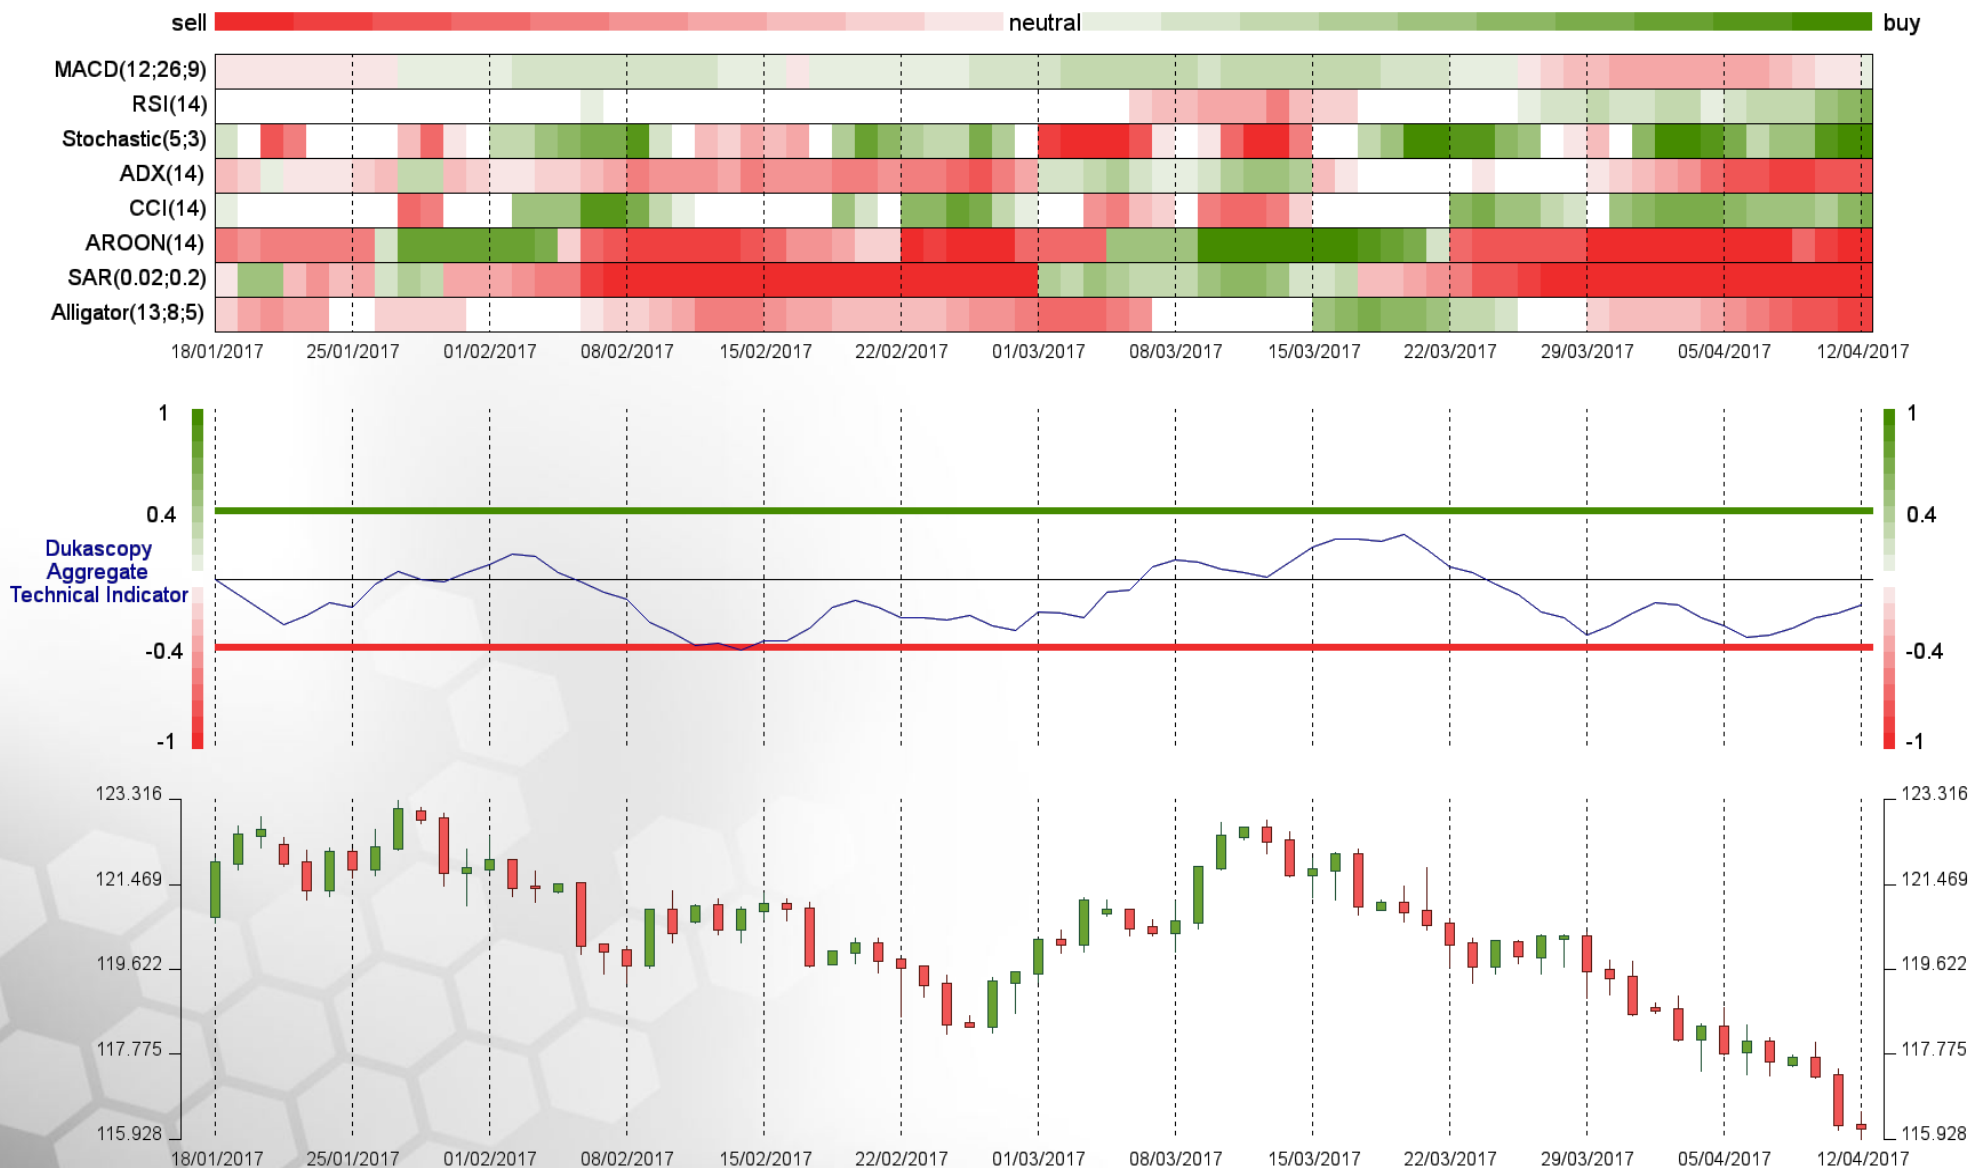 sell neutral buy
MACD(12;26;9)
RSI(14)
Stochastic(5;3)
ADX(14)
CCI(14)
AROON(14)
SAR(0.02;0.2)
Alligator(13;8;5)
18/01/2017 25/01/2017 01/02/2017 08/02/2017 15/02/2017 22/02/2017 01/03/2017 08/03/2017 15/03/2017 22/03/2017 29/03/2017 05/04/2017 12/04/2017
1 1
0.4 0.4
Dukascopy
Aggregate
Technical Indicator
-0.4 -0.4
-1 -1
123.316 123.316
121.469 121.469
119.622 119.622
117.775 117.775
115.928 115.928
18/01/2017 25/01/2017 01/02/2017 08/02/2017 15/02/2017 22/02/2017 01/03/2017 08/03/2017 15/03/2017 22/03/2017 29/03/2017 05/04/2017 12/04/2017